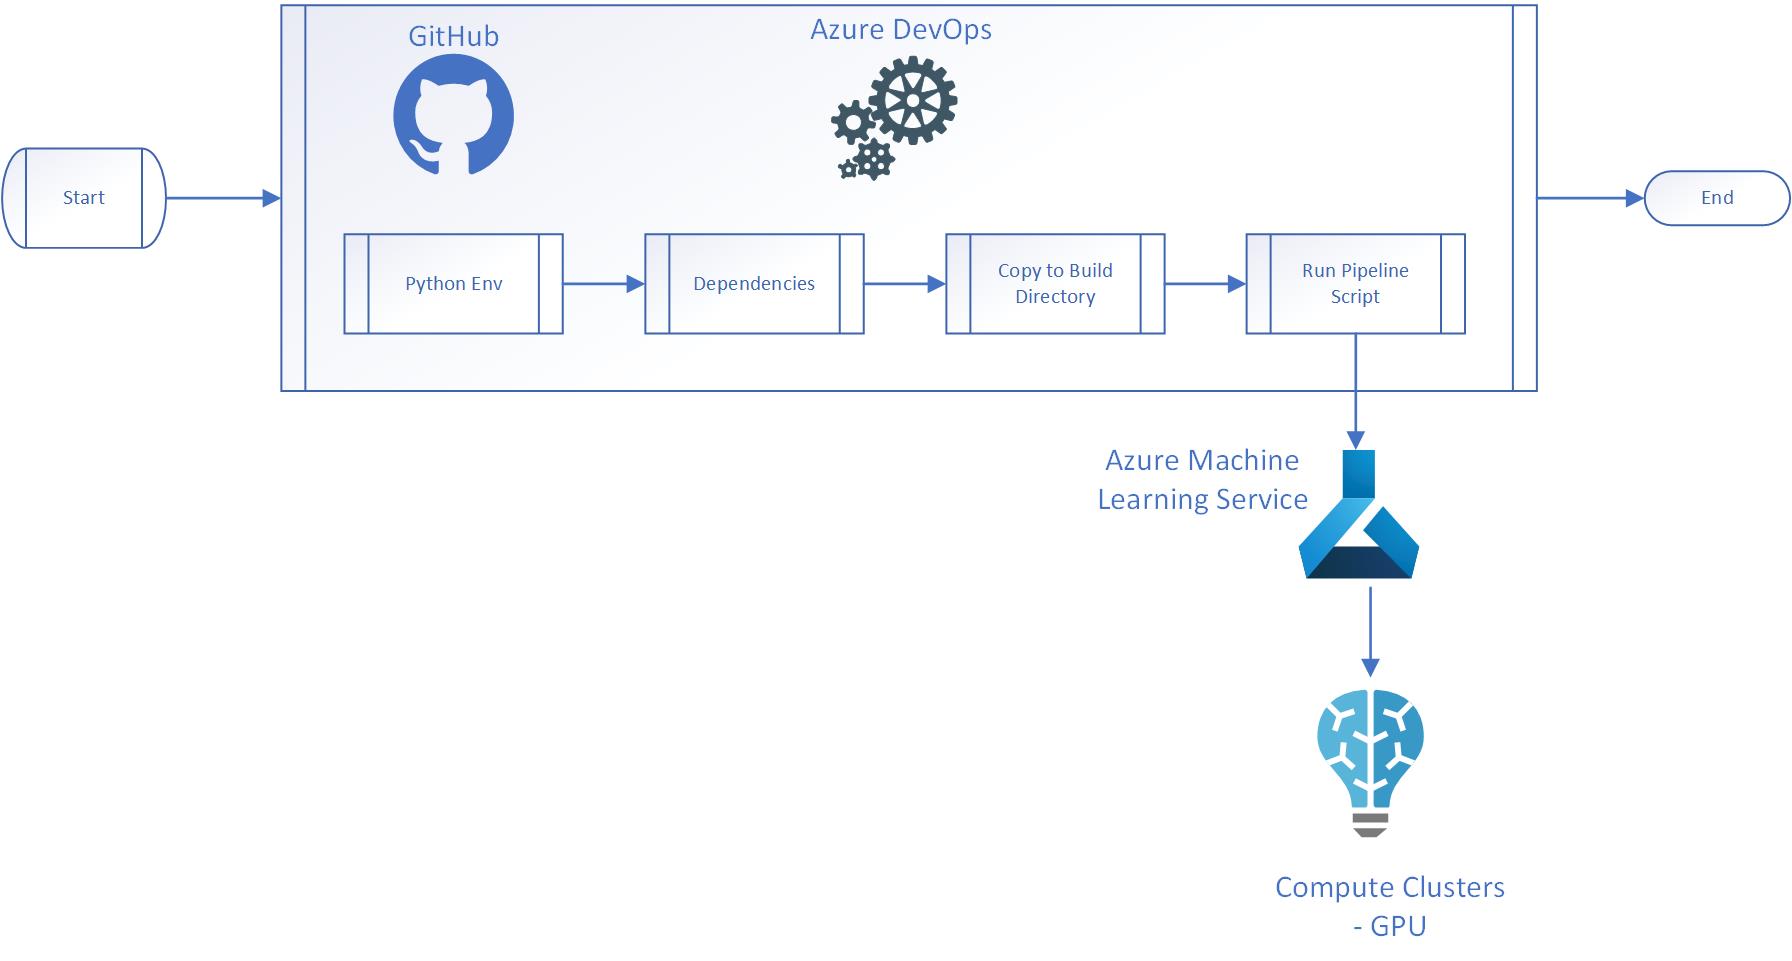 GitHub
Azure DevOps
Start
End
Python Env
Dependencies
Copy to Build
Directory
Run Pipeline
Script
Azure Machine
Learning Service
Compute Clusters
- GPU